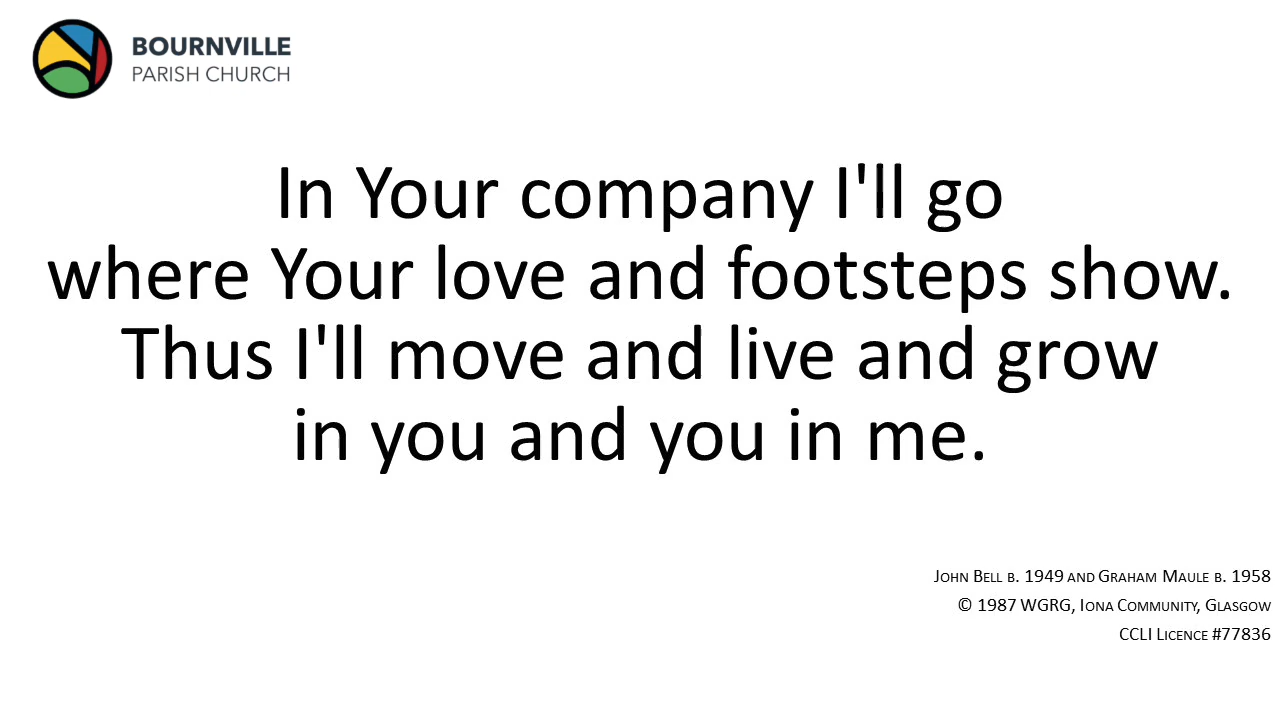 BOURNVILLE
PARISH CHURCH
In Your company I'll go
where Your love and footsteps show.
Thus I'll move and live and grow
in you and you in me.
John Bell b. 1949 and Graham Maule b. 1958
© 1987 WGRG, Iona Community, Glasgow
CCLI Licence #77836